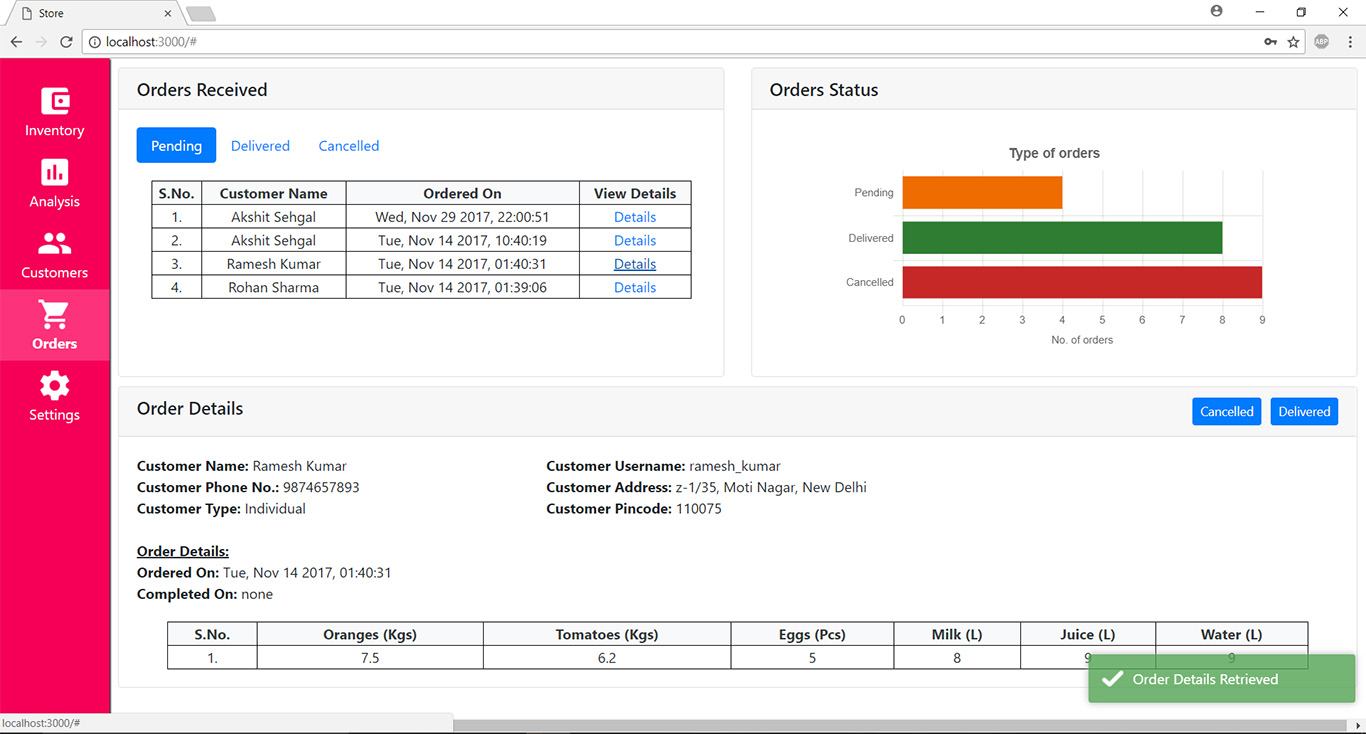 Store
localhost:3000/#
ABP
Inventory
Analysis
Customers
Orders
Settings
Orders Received
Pending Delivered Cancelled
S.No. Customer Name Ordered On View Details
1. Akshit Sehgal Wed, Nov 29 2017, 22:00:51 Details
2. Akshit Sehgal Tue, Nov 14 2017, 10:40:19 Details
3. Ramesh Kumar Tue, Nov 14 2017, 01:40:31 Details
4. Rohan Sharma Tue, Nov 14 2017, 01:39:06 Details
Orders Status
Type of orders
Pending
Delivered
Cancelled
0 1 2 3 4 5 6 7 8 9
No. of orders
Order Details
Cancelled Delivered
Customer Name: Ramesh Kumar
Customer Phone No.: 9874657893
Customer Type: Individual
Customer Username: ramesh_kumar
Customer Address: z-1/35, Moti Nagar, New Delhi
Customer Pincode: 110075
Order Details:
Ordered On: Tue, Nov 14 2017, 01:40:31
Completed On: none
S.No. Oranges (Kgs) Tomatoes (Kgs) Eggs (Pcs) Milk (L) Juice (L) Water (L)
1. 7.5 6.2 5 8 9 9
Order Details Retrieved
localhost:3000/#